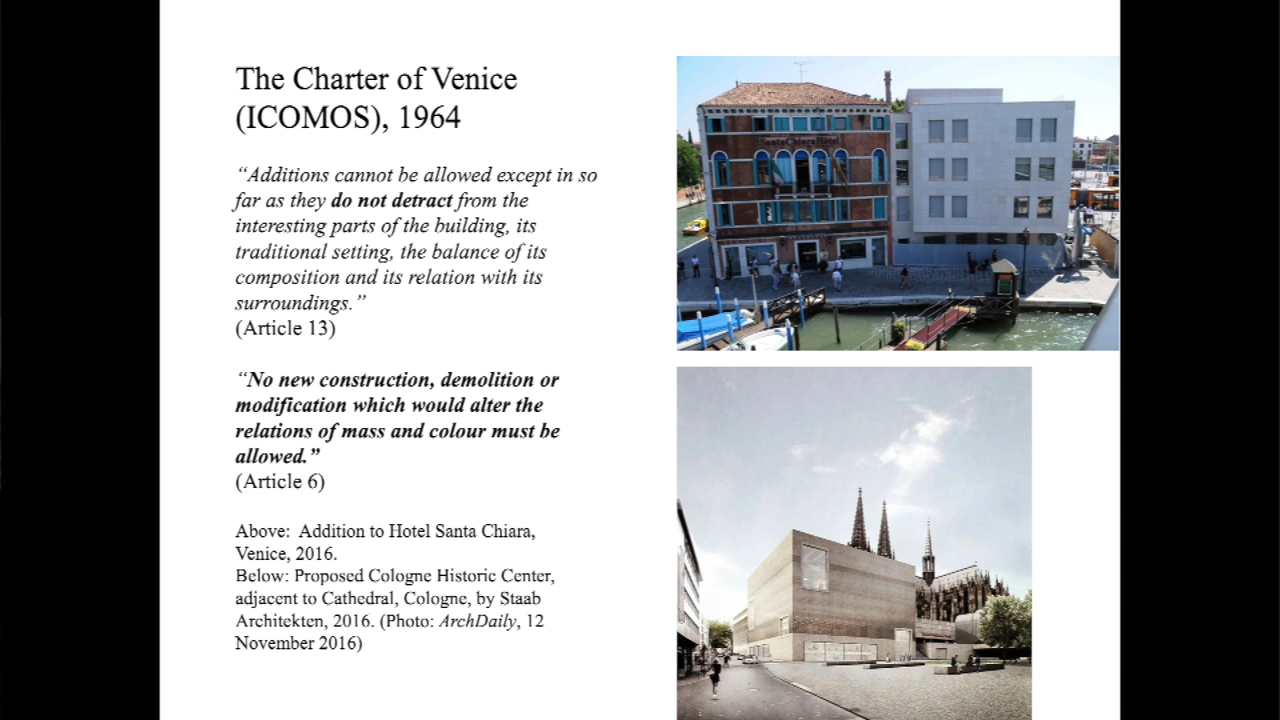 The Charter of Venice
(ICOMOS), 1964
“Additions cannot be allowed except in so
far as they do not detract from the
interesting parts of the building, its
traditional setting, the balance of its
composition and its relation with its
surroundings.”
(Article 13)
“No new construction, demolition or
modification which would alter the
relations of mass and colour must be
allowed.”
(Article 6)
Above:  Addition to Hotel Santa Chiara,
Venice, 2016.
Below: Proposed Cologne Historic Center,
adjacent to Cathedral, Cologne, by Staab
Architekten, 2016. (Photo: ArchDaily, 12
November 2016)
Santa Chiara Hotel